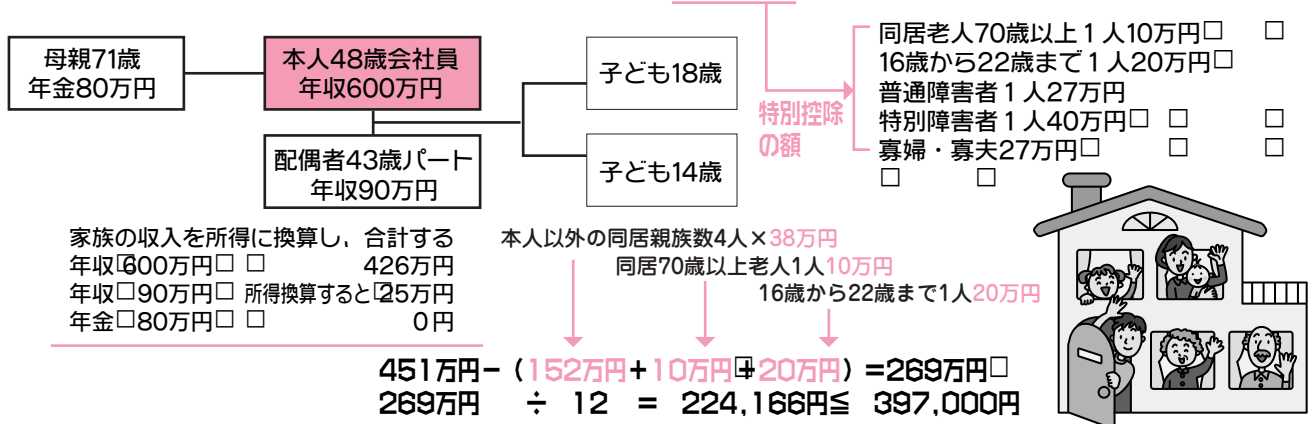 母親71歳
年金80万円
本人48歳会社員
年収600万円
配偶者43歳パート
年収90万円
子ども18歳
子ども14歳
特別控除
の額
同居老人70歳以上1人10万円□ □
16歳から22歳まで1人20万円□
普通障害者1人27万円
特別障害者1人40万円□ □ □
寡婦・寡夫27万円□ □ □
□ □
家族の収入を所得に換算し，合計する
年収□600万円□ □ 426万円
年収□90万円□ 所得換算すると□25万円
年金□80万円□ □ 0円
本人以外の同居親族数4人×38万円
同居70歳以上老人1人10万円
16歳から22歳まで1人20万円
451万円−（152万円+10万円□+20万円）=269万円□
269万円 ÷ 12 = 224,166円≦ 397,000円